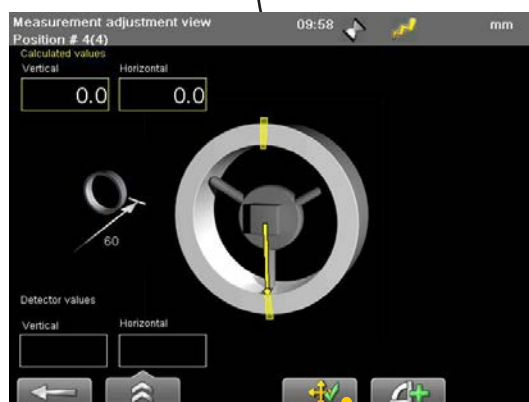 Measurement adjustment view 09:58 mm
Position # 4(4)
Calculated values
Vertical Horizontal
0.0 0.0
60
Detector values
Vertical Horizontal